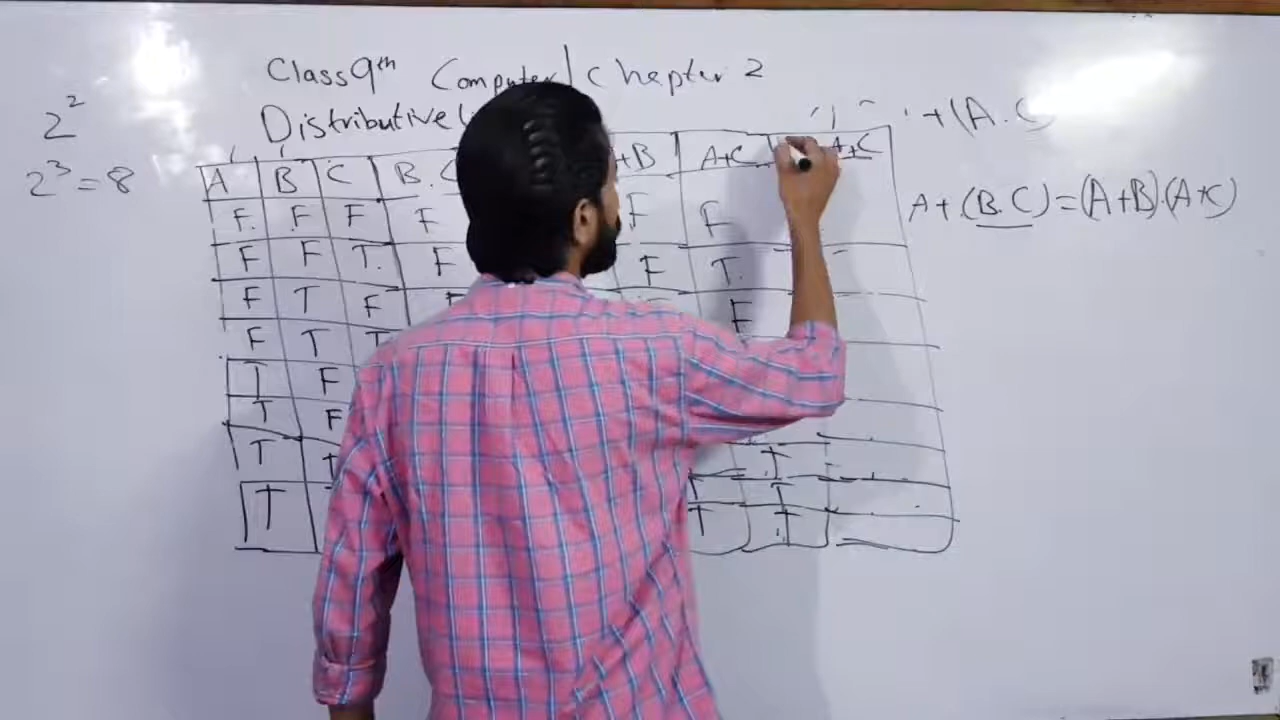 Class 9th Computer / Chapter 2
2² Distributive
+ (A.C
2³ = 8
A B C B.C +B A+C A+C
A + (B.C) = (A+B).(A+C)
F F F F F F
F F T F F T
F T F F
F T T
T F
T F
T T
T T T
T T